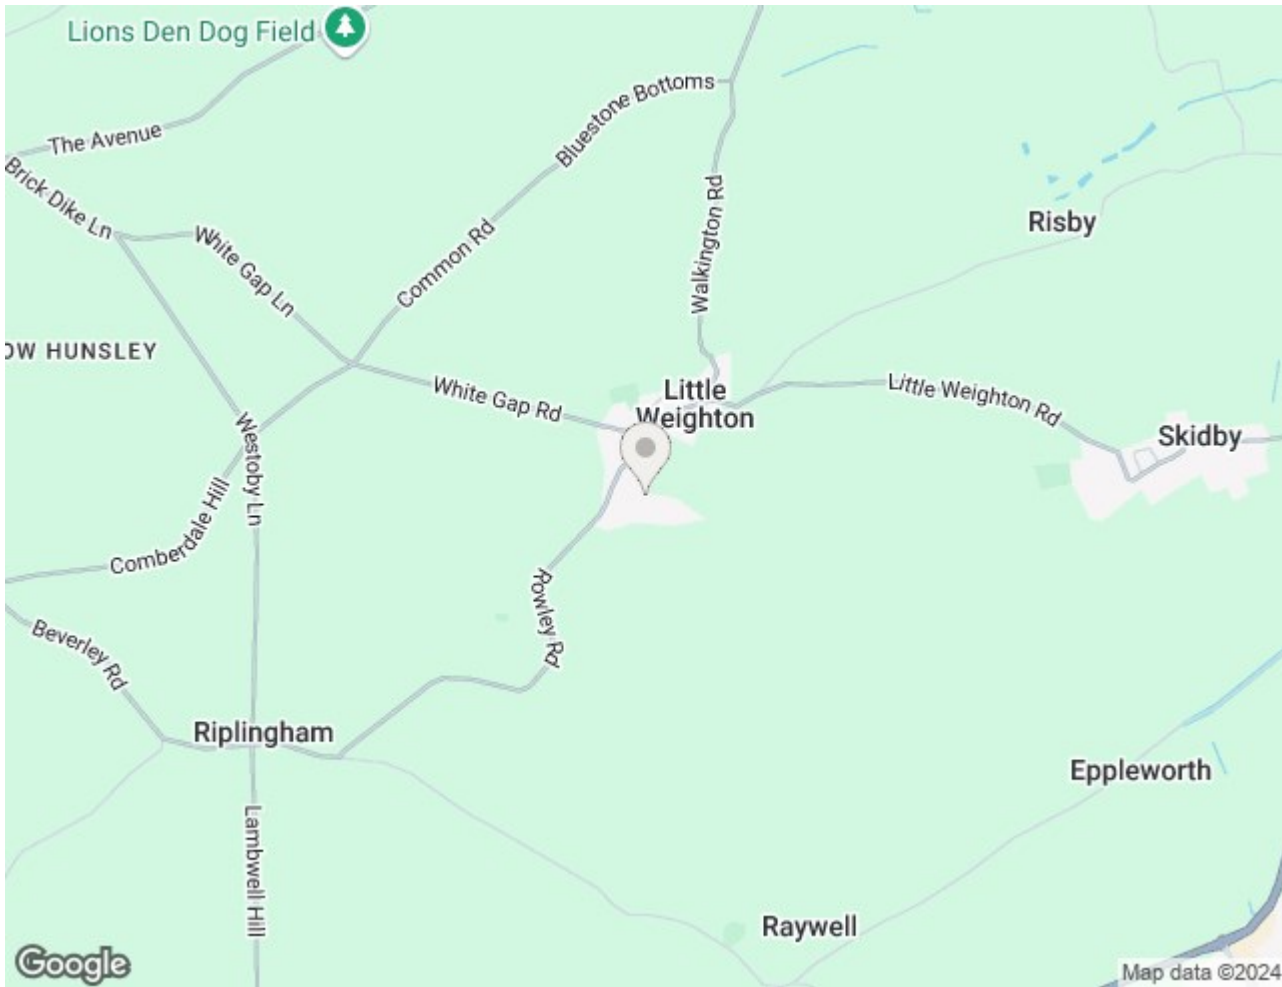 Lions Den Dog Field
Bluestone Bottoms
The Avenue
Brick Dike Ln
White Gap Ln
Common Rd
Walkington Rd
Risby
OW HUNSLEY
White Gap Rd
Little
Weighton
Little Weighton Rd
Skidby
Westoby Ln
Comberdale Hill
Rowley Rd
Beverley Rd
Riplingham
Eppleworth
Lambwell Hill
Raywell
Google
Map data ©2024